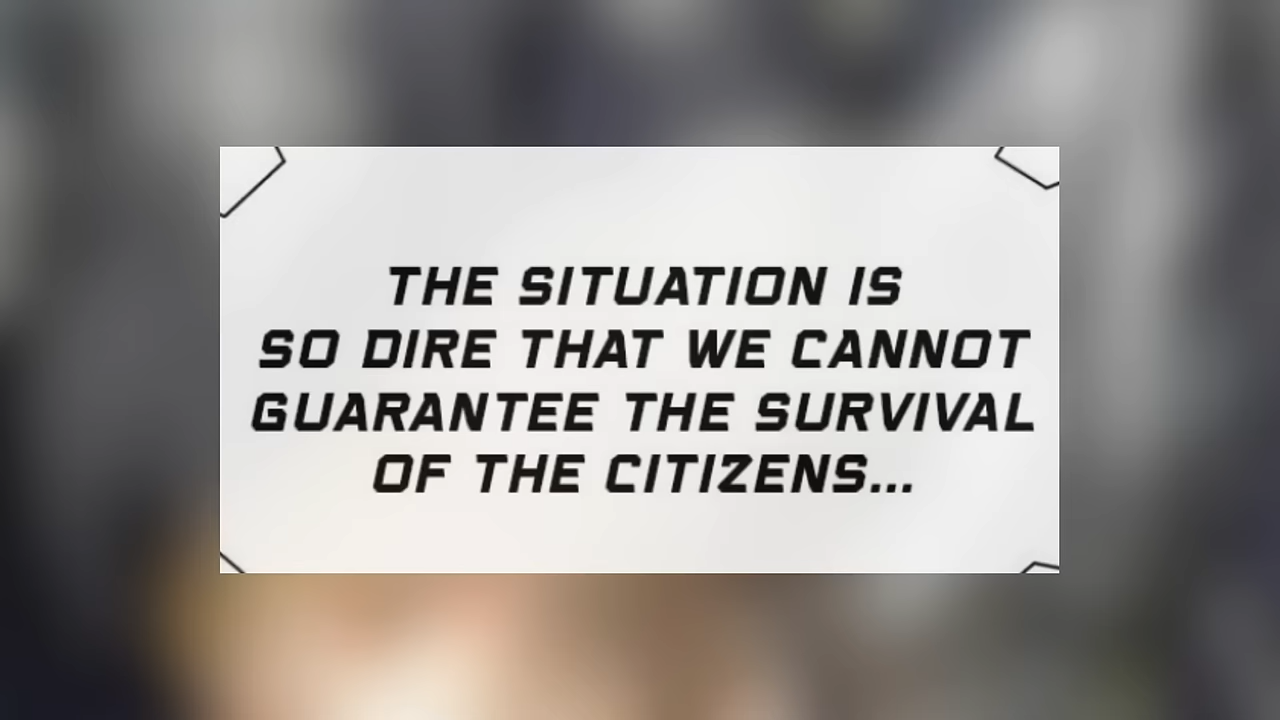 THE SITUATION IS
SO DIRE THAT WE CANNOT
GUARANTEE THE SURVIVAL
OF THE CITIZENS...